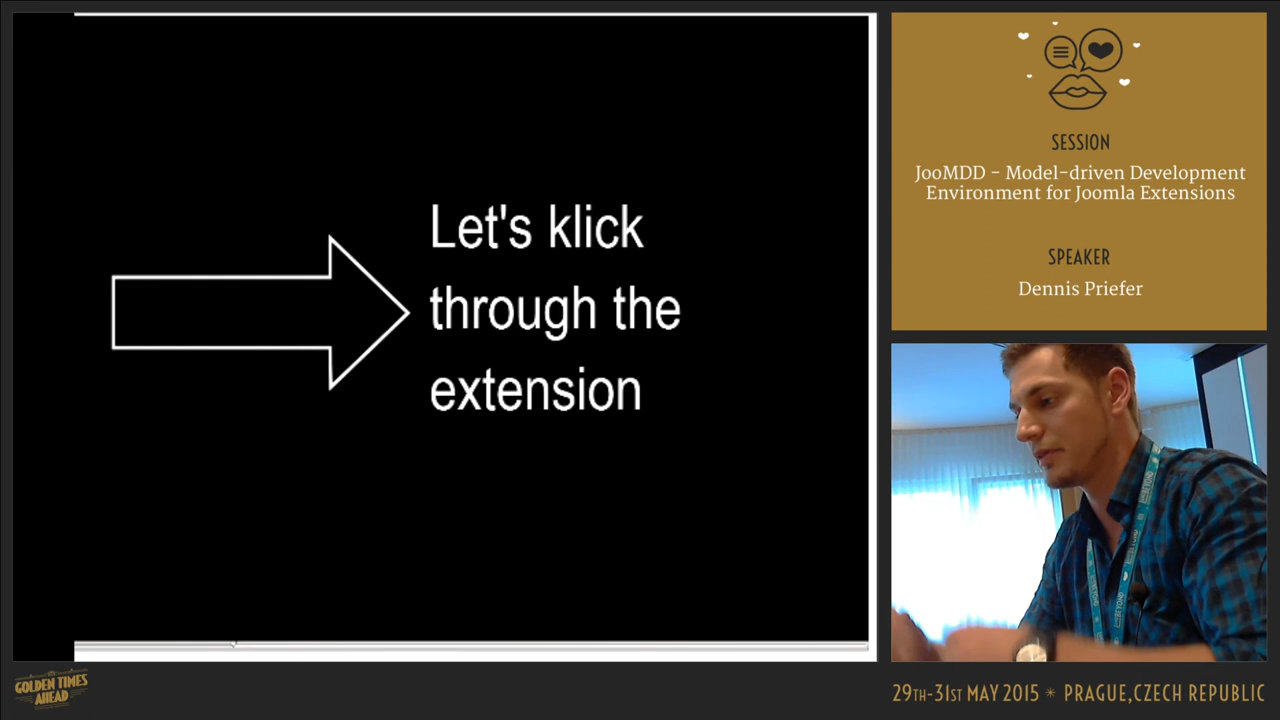 Let's klick
through the
extension
SESSION
JooMDD - Model-driven Development
Environment for Joomla Extensions
SPEAKER
Dennis Priefer
GOLDEN TIMES
AHEAD
29TH-31ST MAY 2015 * PRAGUE,CZECH REPUBLIC